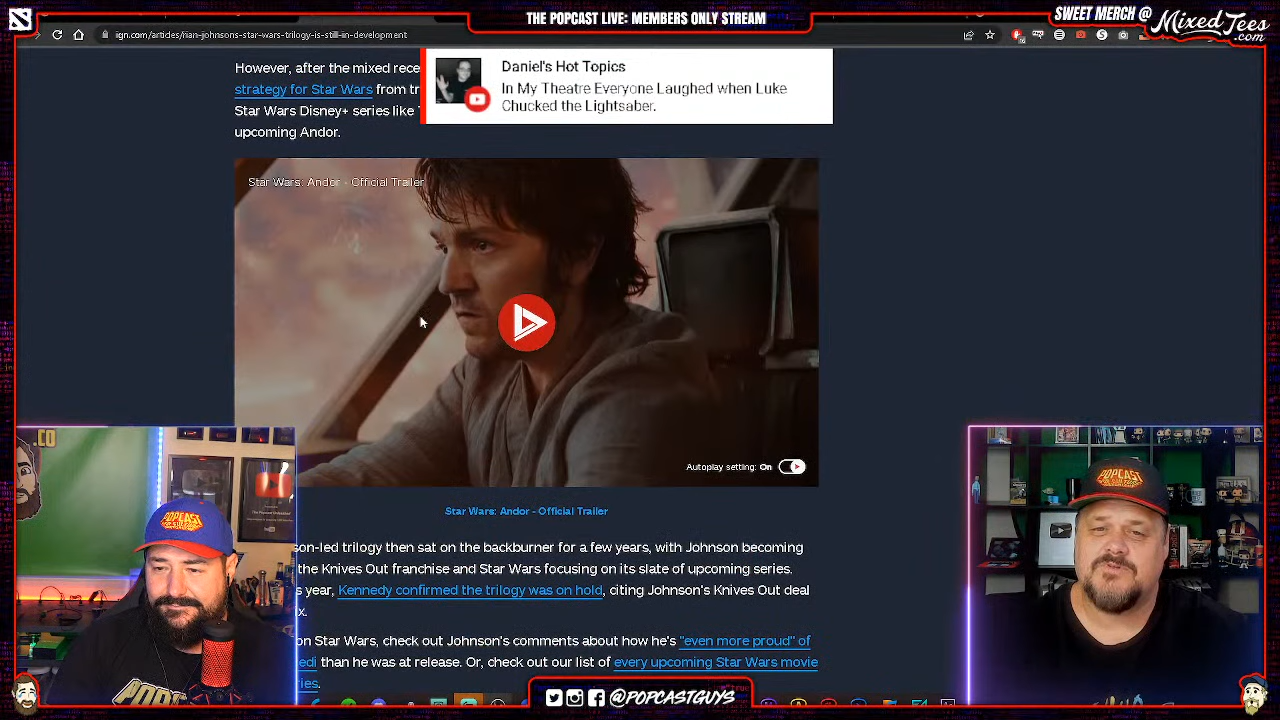 THE POPCAST LIVE: MEMBERS ONLY STREAM
SWEET MERCH @
MixedTees
.com
ign.com/articles/rian-johnsons-star-wars-trilogy-is-still-in-development
However, after the mixed rece
strategy for Star Wars from tr
Star Wars Disney+ series like
upcoming Andor.
Daniel's Hot Topics
In My Theatre Everyone Laughed when Luke
Chucked the Lightsaber.
Star Wars: Andor - Official Trailer
Autoplay setting: On
Star Wars: Andor - Official Trailer
son-led trilogy then sat on the backburner for a few years, with Johnson becoming
the Knives Out franchise and Star Wars focusing on its slate of upcoming series.
s year, Kennedy confirmed the trilogy was on hold, citing Johnson's Knives Out deal
x.
on Star Wars, check out Johnson's comments about how he's "even more proud" of
edi than he was at release. Or, check out our list of every upcoming Star Wars movie
ies.
.CO
POPCAST
POPCAST
@POPCASTGUYS